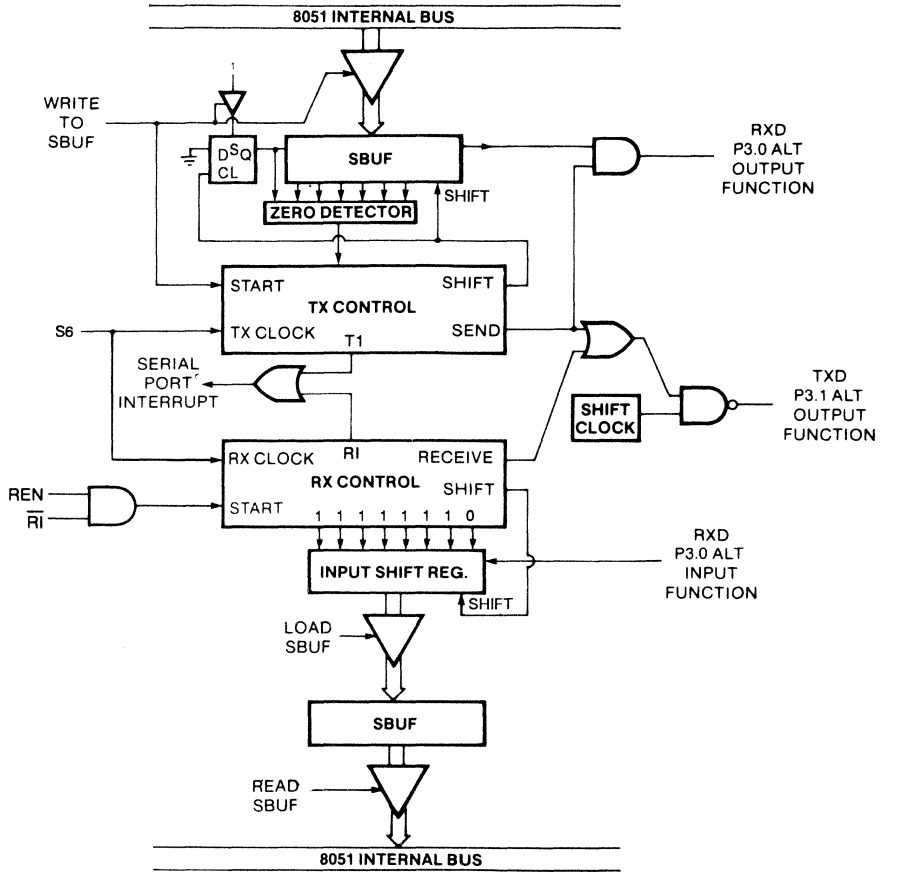 8051 INTERNAL BUS
1
WRITE
TO
SBUF
D S Q
CL
SBUF
SHIFT
ZERO DETECTOR
RXD
P3.0 ALT
OUTPUT
FUNCTION
START
SHIFT
TX CONTROL
S6
TX CLOCK
T1
SEND
SERIAL
PORT
INTERRUPT
SHIFT
CLOCK
TXD
P3.1 ALT
OUTPUT
FUNCTION
RX CLOCK
RI
RECEIVE
RX CONTROL
SHIFT
REN
R̅I̅
START
1 1 1 1 1 1 1 0
INPUT SHIFT REG.
RXD
P3.0 ALT
INPUT
FUNCTION
SHIFT
LOAD
SBUF
SBUF
READ
SBUF
8051 INTERNAL BUS